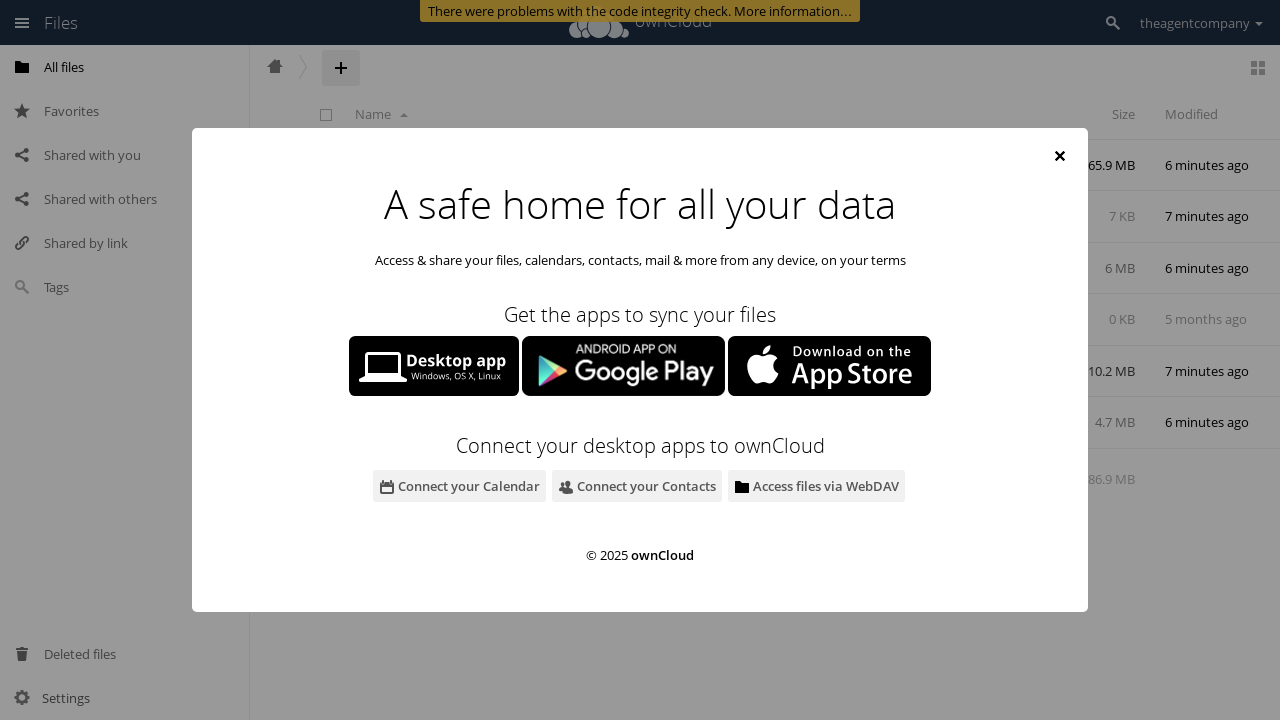 There were problems with the code integrity check. More information…
Files
ownCloud
theagentcompany
All files
Favorites
Shared with you
Shared with others
Shared by link
Tags
Deleted files
Settings
Name
Size
Modified
65.9 MB
6 minutes ago
7 KB
7 minutes ago
6 MB
6 minutes ago
0 KB
5 months ago
10.2 MB
7 minutes ago
4.7 MB
6 minutes ago
86.9 MB
A safe home for all your data
Access & share your files, calendars, contacts, mail & more from any device, on your terms
Get the apps to sync your files
Desktop app
Windows, OS X, Linux
ANDROID APP ON
Google Play
Download on the
App Store
Connect your desktop apps to ownCloud
Connect your Calendar
Connect your Contacts
Access files via WebDAV
© 2025 ownCloud